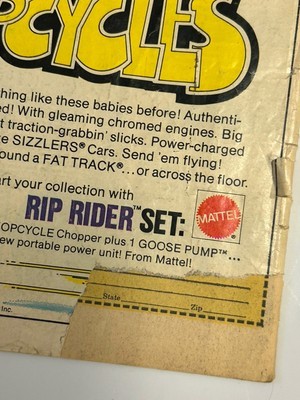 PCYCLES
thing like these babies before! Authenti-
ed! With gleaming chromed engines. Big
t traction-grabbin' slicks. Power-charged
e SIZZLERS® Cars. Send 'em flying!
ound a FAT TRACK®...or across the floor.
art your collection with
RIP RIDER™ SET:
MATTEL
®
OPCYCLE Chopper plus 1 GOOSE PUMP™...
ew portable power unit! From Mattel!
Inc.
State
Zip